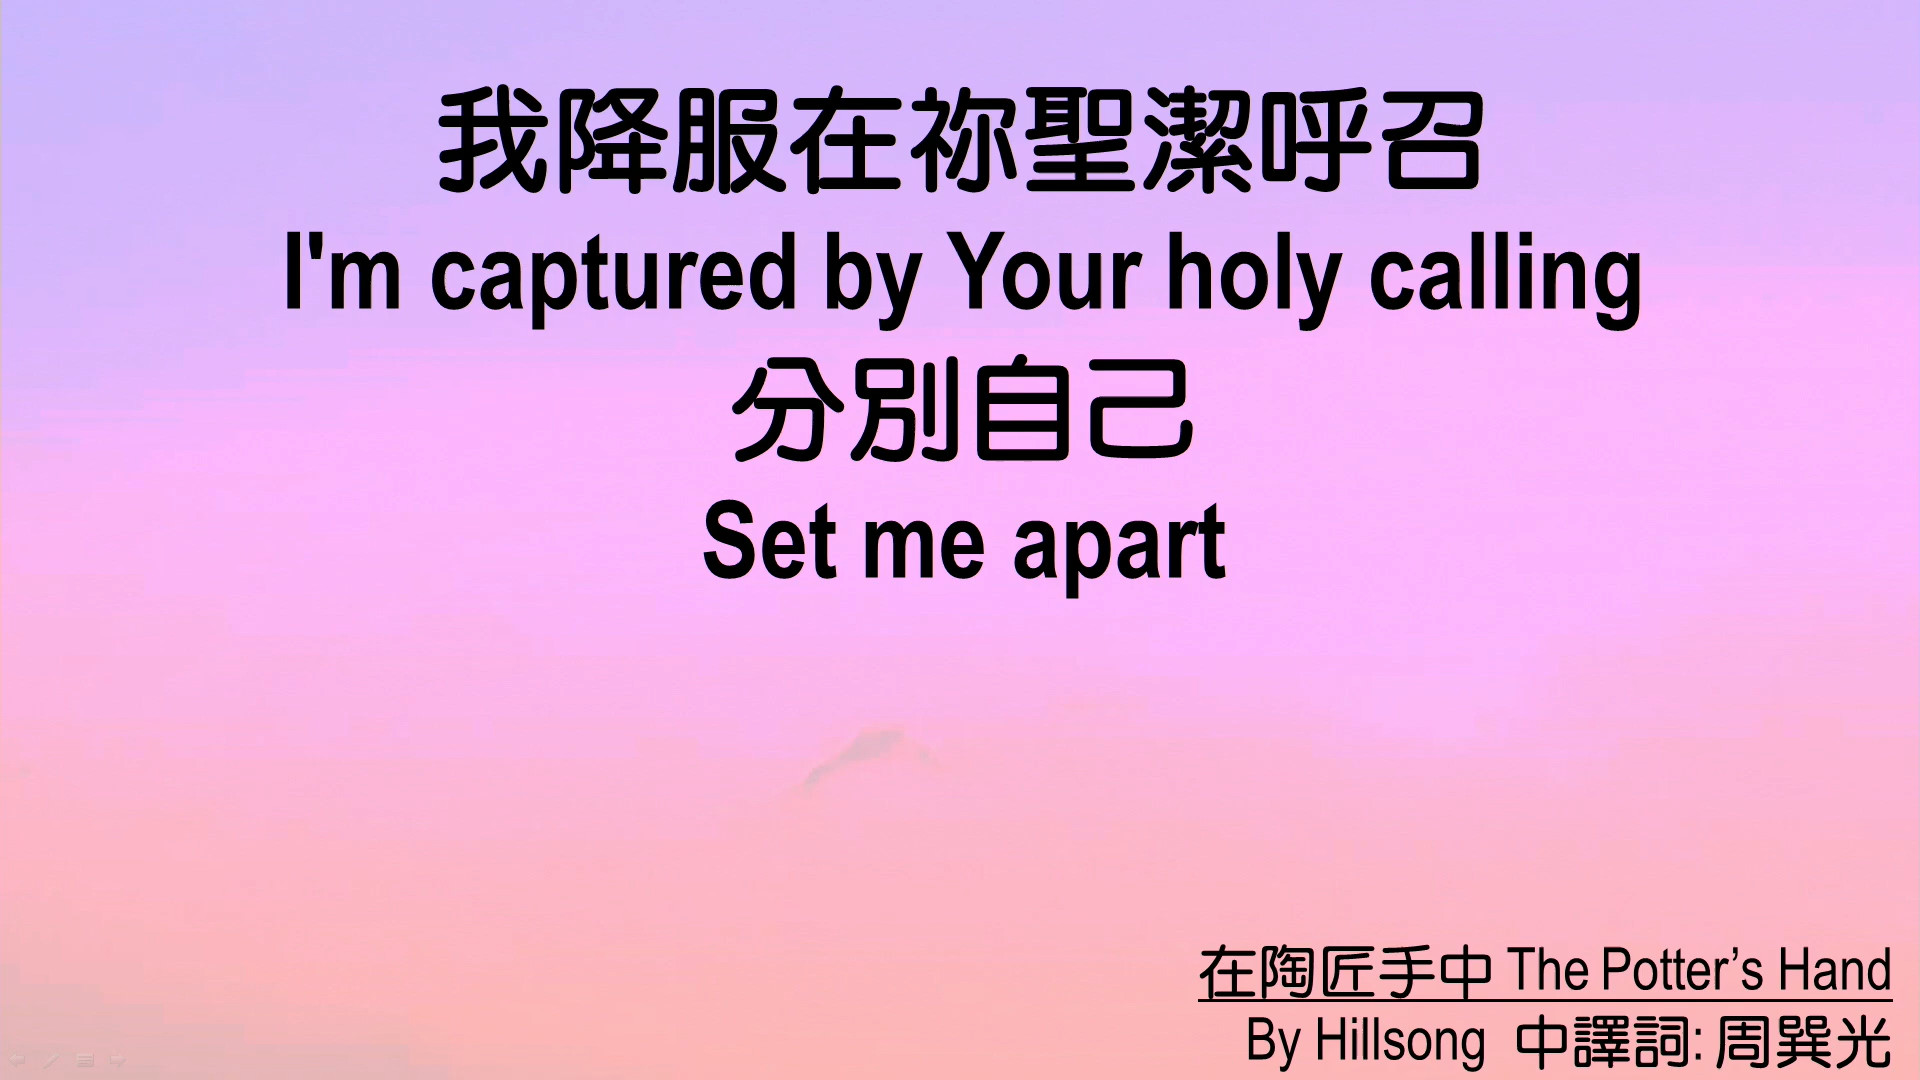 我降服在祢聖潔呼召
I'm captured by Your holy calling
分別自己
Set me apart
在陶匠手中 The Potter’s Hand
By Hillsong 中譯詞: 周巽光